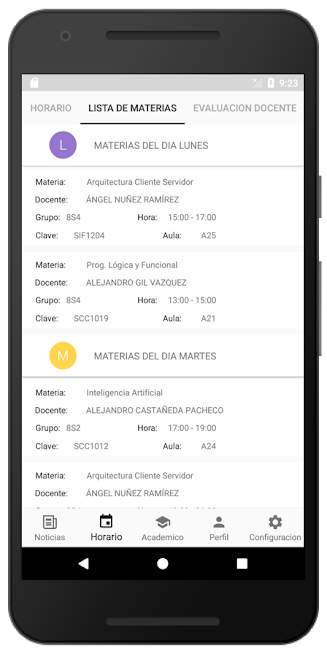 9:23
HORARIO LISTA DE MATERIAS EVALUACION DOCENTE
L MATERIAS DEL DIA LUNES
Materia: Arquitectura Cliente Servidor
Docente: ÁNGEL NUÑEZ RAMÍREZ
Grupo: 8S4 Hora: 15:00 - 17:00
Clave: SIF1204 Aula: A25
Materia: Prog. Lógica y Funcional
Docente: ALEJANDRO GIL VAZQUEZ
Grupo: 8S4 Hora: 13:00 - 15:00
Clave: SCC1019 Aula: A21
M MATERIAS DEL DIA MARTES
Materia: Inteligencia Artificial
Docente: ALEJANDRO CASTAÑEDA PACHECO
Grupo: 8S2 Hora: 17:00 - 19:00
Clave: SCC1012 Aula: A24
Materia: Arquitectura Cliente Servidor
Docente: ÁNGEL NUÑEZ RAMÍREZ
Noticias Horario Academico Perfil Configuracion